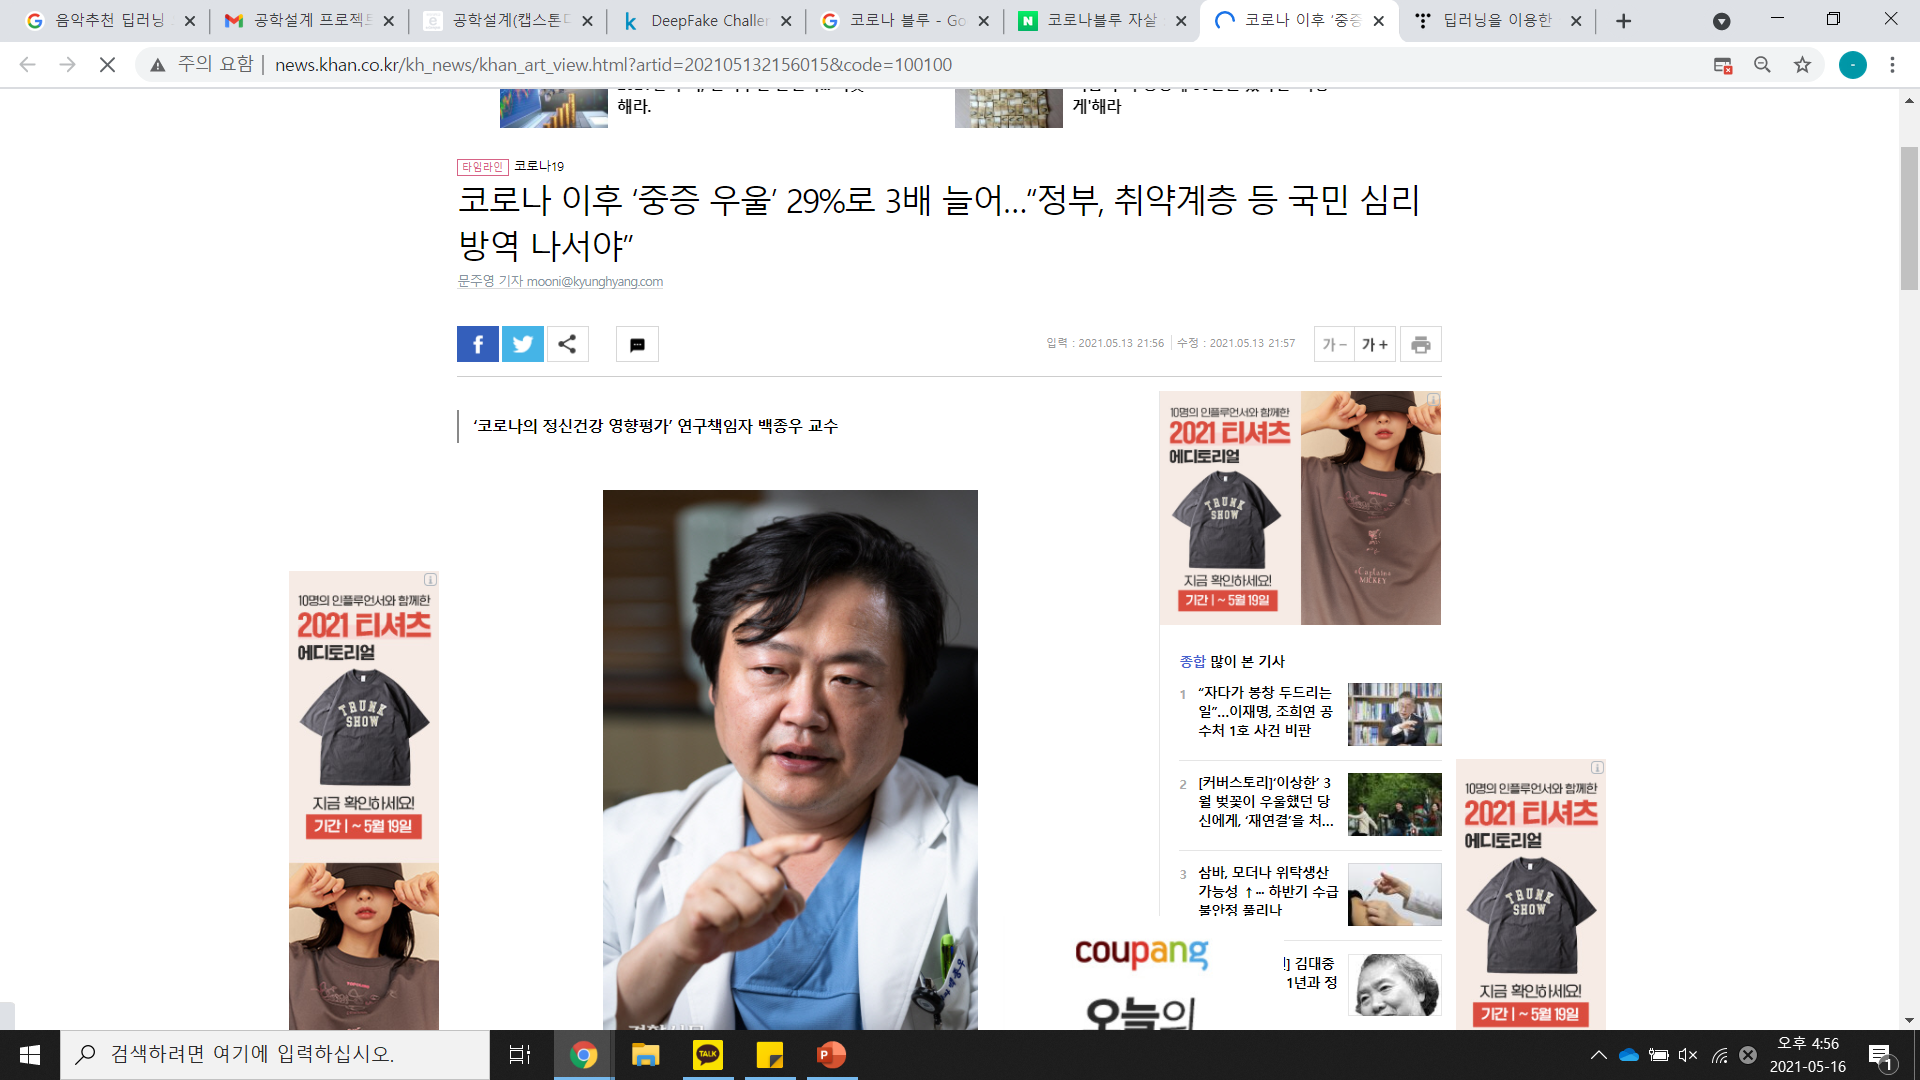 음악추천 딥러닝
공학설계 프로젝트
공학설계(캡스톤디
DeepFake Challen
코로나 블루 - Go
코로나블루 자살
코로나 이후 ‘중증
딥러닝을 이용한
주의 요함
news.khan.co.kr/kh_news/khan_art_view.html?artid=202105132156015&code=100100
해라.
게'해라
타임라인 코로나19
코로나 이후 ‘중증 우울’ 29%로 3배 늘어…“정부, 취약계층 등 국민 심리
방역 나서야”
문주영 기자 mooni@kyunghyang.com
입력 : 2021.05.13 21:56 수정 : 2021.05.13 21:57
가 -
가 +
‘코로나의 정신건강 영향평가’ 연구책임자 백종우 교수
10명의 인플루언서와 함께한
2021 티셔츠
에디토리얼
TRUNK
SHOW
지금 확인하세요!
기간 | ~ 5월 19일
MICKEY
종합 많이 본 기사
1 “자다가 봉창 두드리는
일”…이재명, 조희연 공
수처 1호 사건 비판
2 [커버스토리]‘이상한’ 3
월 벚꽃이 우울했던 당
신에게, ‘재연결’을 처…
3 삼바, 모더나 위탁생산
가능성 ↑… 하반기 수급
불안정 풀리나
] 김대중
1년과 정
coupang
오늘의
10명의 인플루언서와 함께한
2021 티셔츠
에디토리얼
TRUNK
SHOW
지금 확인하세요!
기간 | ~ 5월 19일
10명의 인플루언서와 함께한
2021 티셔츠
에디토리얼
TRUNK
SHOW
지금 확인하세요!
기간 | ~ 5월 19일
검색하려면 여기에 입력하십시오.
TALK
오후 4:56
2021-05-16
1